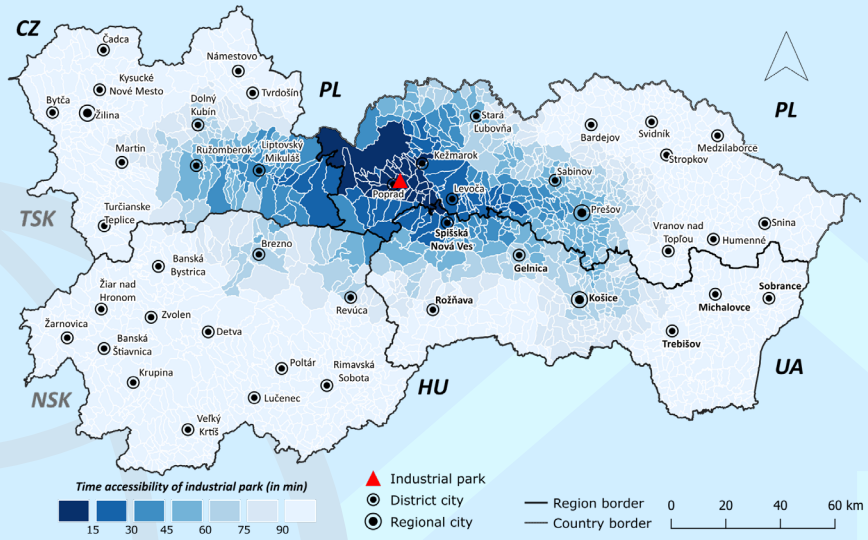 CZ
Čadca
Námestovo
Kysucké
Nové Mesto
Tvrdošín
PL
Bytča
Žilina
Dolný
Kubín
Stará
Ľubovňa
PL
Bardejov
Svidník
Medzilaborce
Stropkov
Martin
Ružomberok
Liptovský
Mikuláš
Kežmarok
Poprad
Levoča
Sabinov
Prešov
TSK
Turčianske
Teplice
Spišská
Nová Ves
Vranov nad
Topľou
Humenné
Snina
Brezno
Banská
Bystrica
Gelnica
Žiar nad
Hronom
Revúca
Rožňava
Košice
Michalovce
Sobrance
Žarnovica
Zvolen
Detva
Banská
Štiavnica
Trebišov
Krupina
Poltár
Rimavská
Sobota
HU
UA
NSK
Lučenec
Veľký
Krtíš
Time accessibility of industrial park (in min)
15 30 45 60 75 90
Industrial park
District city
Regional city
Region border
Country border
0 20 40 60 km